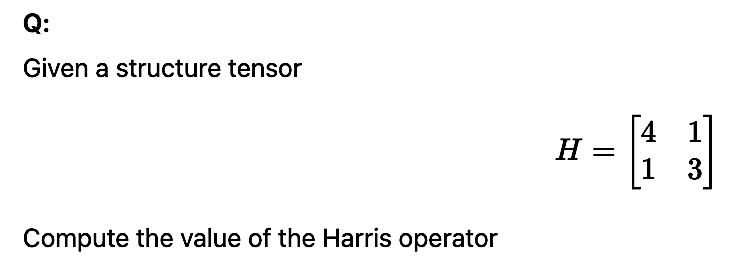 Q:
Given a structure tensor
H = [4 1
1 3]
Compute the value of the Harris operator